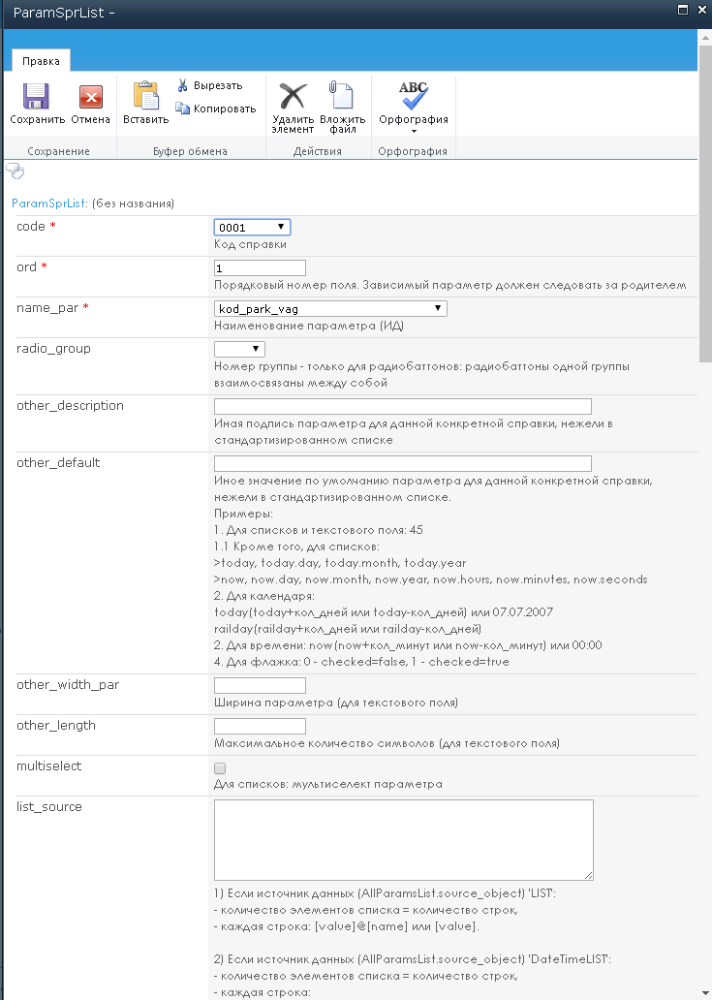 ParamSprList -
Правка
Сохранить Отмена
Вставить
Вырезать
Копировать
Удалить элемент
Вложить файл
ABC
Орфография
Сохранение
Буфер обмена
Действия
Орфография
ParamSprList: (без названия)
code *
0001
Код справки
ord *
1
Порядковый номер поля. Зависимый параметр должен следовать за родителем
name_par *
kod_park_vag
Наименование параметра (ИД)
radio_group
Номер группы - только для радиобаттонов: радиобаттоны одной группы
взаимосвязаны между собой
other_description
Иная подпись параметра для данной конкретной справки, нежели в
стандартизированном списке
other_default
Иное значение по умолчанию параметра для данной конкретной справки,
нежели в стандартизированном списке.
Примеры:
1. Для списков и текстового поля: 45
1.1 Кроме того, для списков:
>today, today.day, today.month, today.year
>now, now.day, now.month, now.year, now.hours, now.minutes, now.seconds
2. Для календаря:
today(today+кол_дней или today-кол_дней) или 07.07.2007
railday(railday+кол_дней или railday-кол_дней)
2. Для времени: now(now+кол_минут или now-кол_минут) или 00:00
4. Для флажка: 0 - checked=false, 1 - checked=true
other_width_par
Ширина параметра (для текстового поля)
other_length
Максимальное количество символов (для текстового поля)
multiselect
Для списков: мультиселект параметра
list_source
1) Если источник данных (AllParamsList.source_object) 'LIST':
- количество элементов списка = количество строк,
- каждая строка: [value]@[name] или [value].
2) Если источник данных (AllParamsList.source_object) 'DateTimeLIST':
- количество элементов списка = количество строк,
- каждая строка: